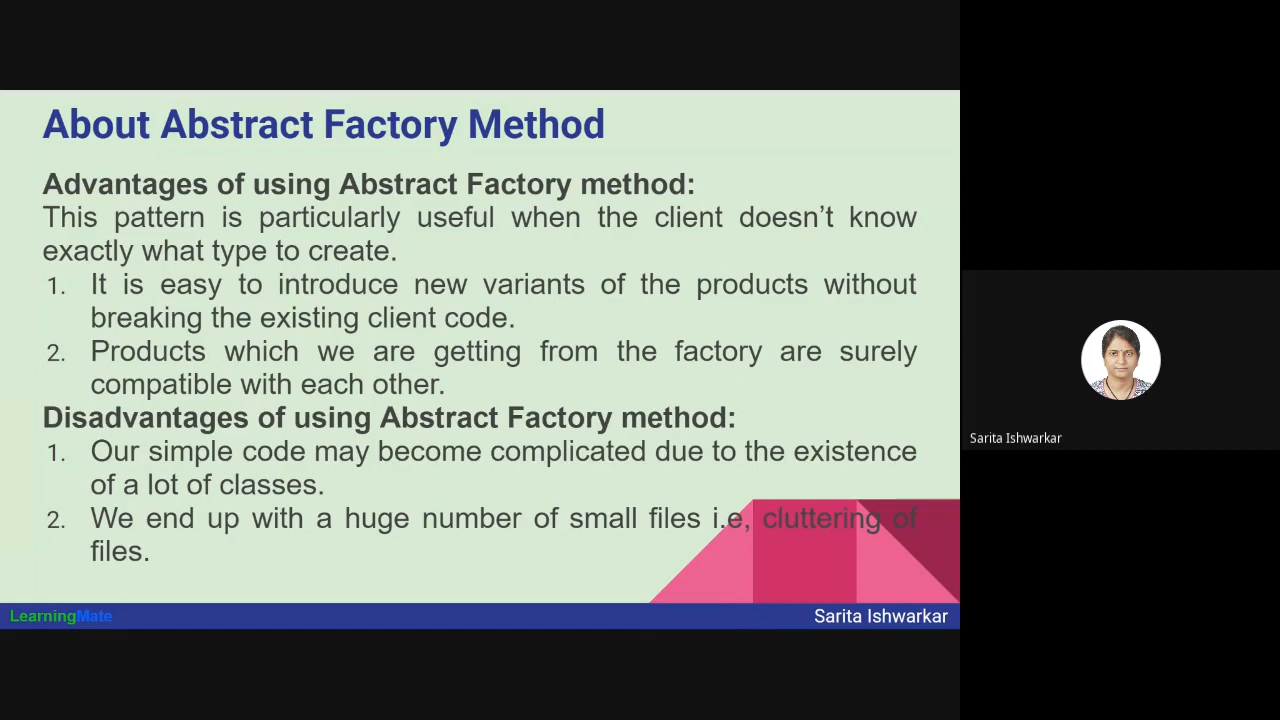 About Abstract Factory Method
Advantages of using Abstract Factory method:
This pattern is particularly useful when the client doesn’t know
exactly what type to create.
1. It is easy to introduce new variants of the products without
breaking the existing client code.
2. Products which we are getting from the factory are surely
compatible with each other.
Disadvantages of using Abstract Factory method:
1. Our simple code may become complicated due to the existence
of a lot of classes.
2. We end up with a huge number of small files i.e, cluttering of
files.
LearningMate
Sarita Ishwarkar
Sarita Ishwarkar